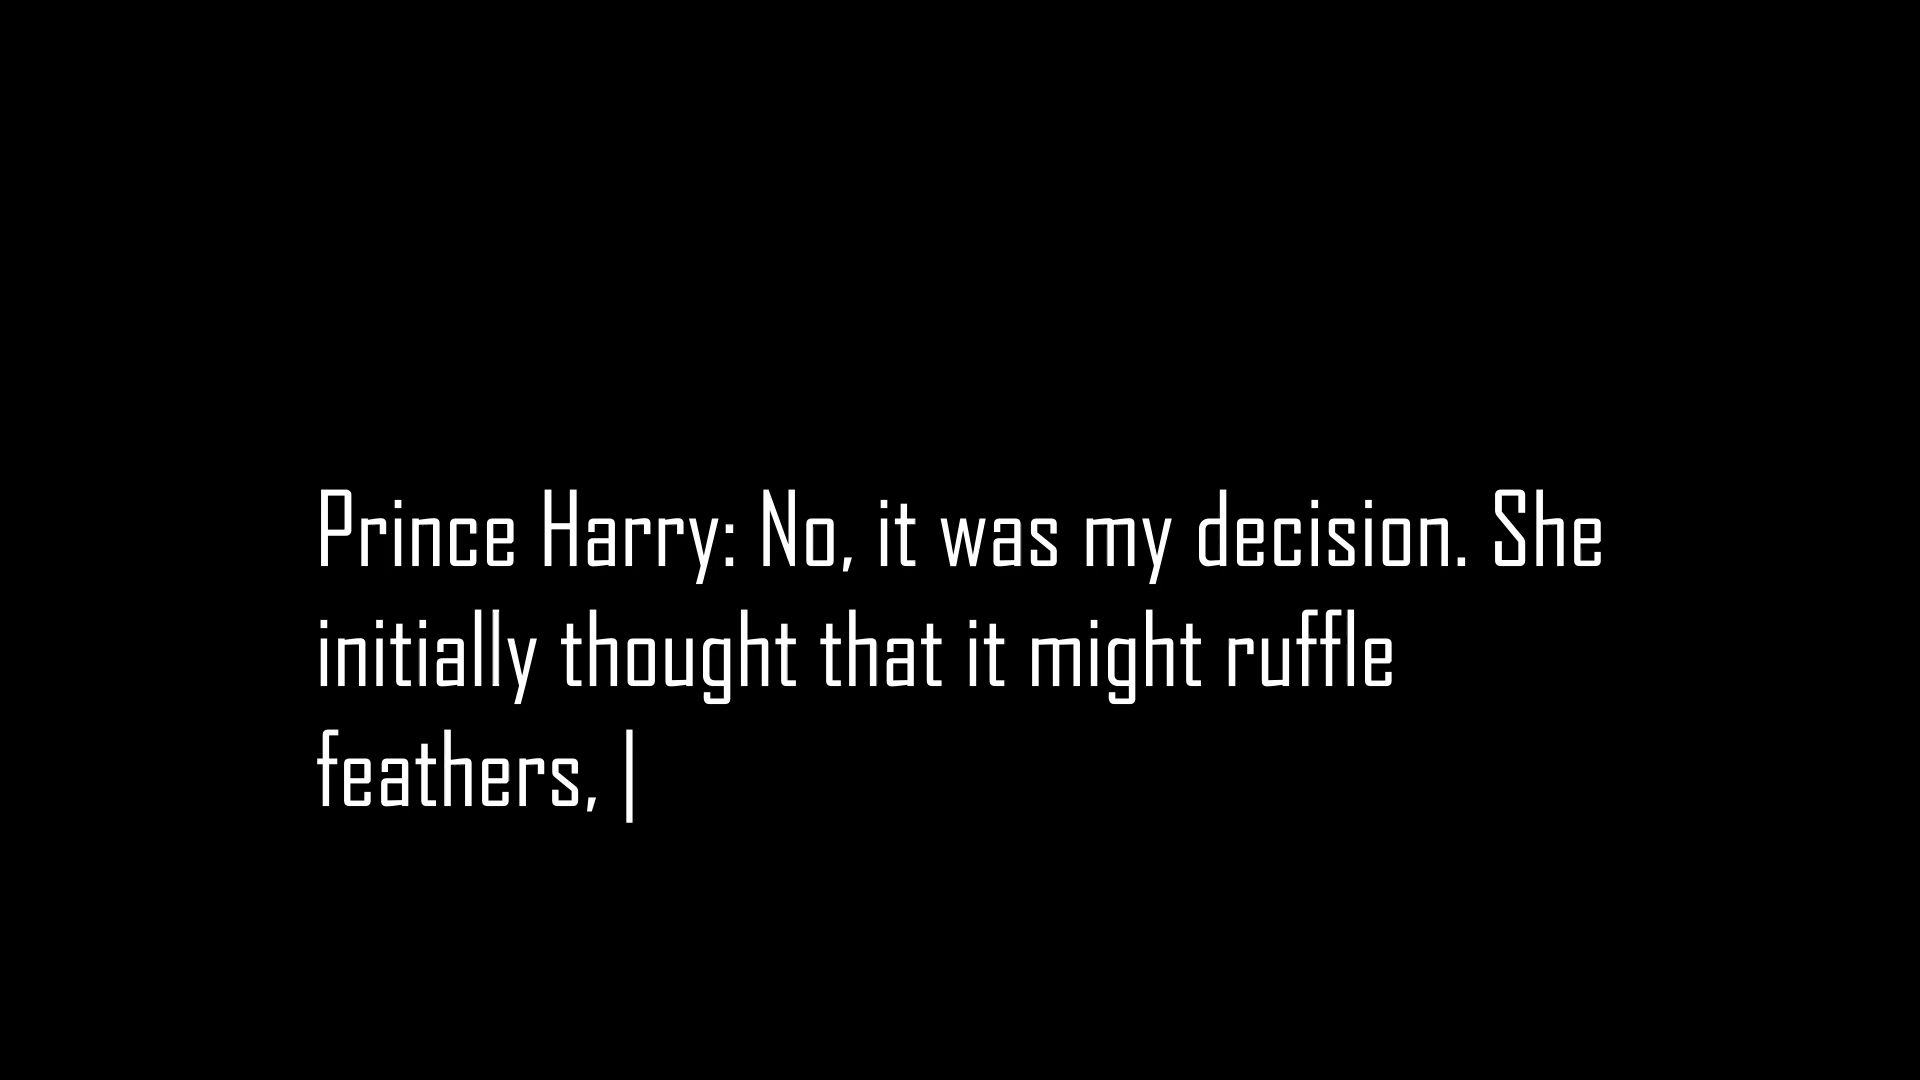 Prince Harry: No, it was my decision. She
initially thought that it might ruffle
feathers, |